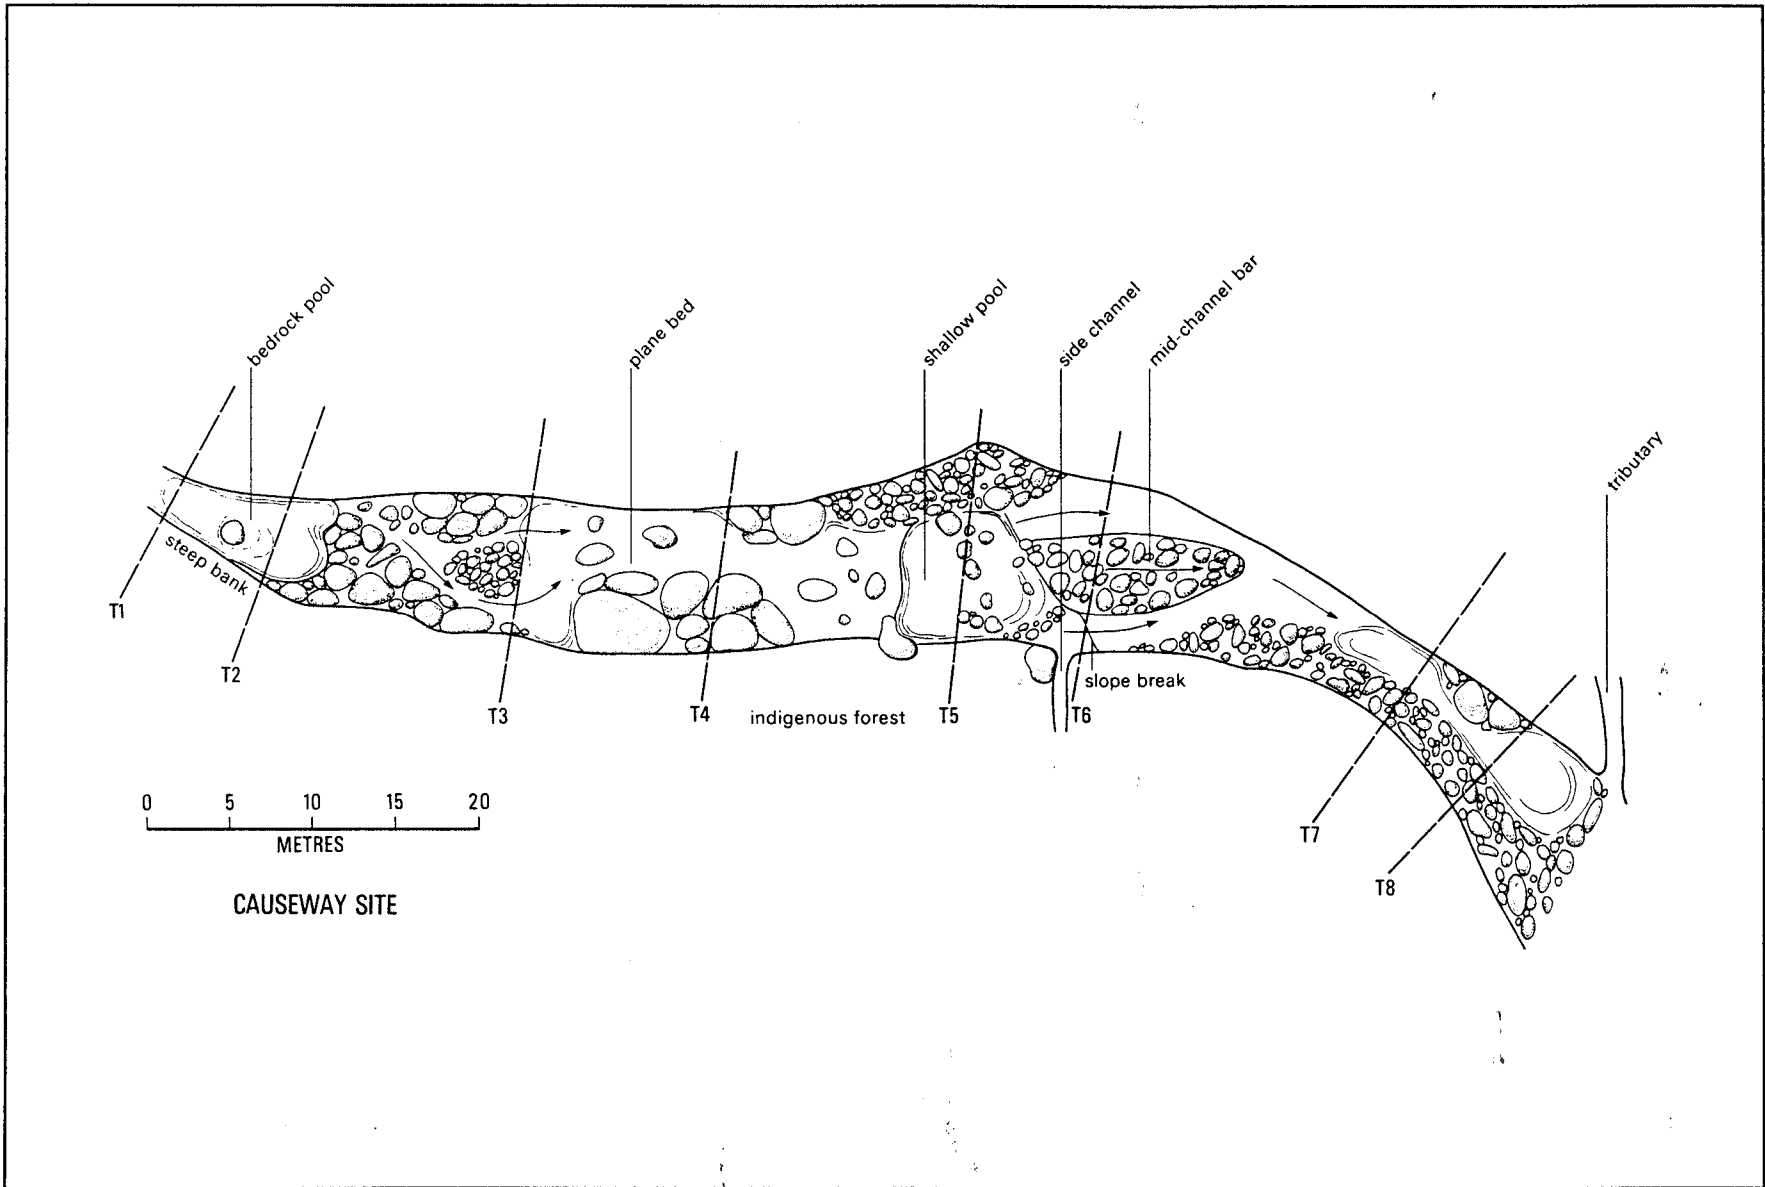 bedrock pool
plane bed
shallow pool
side channel
mid-channel bar
tributary
steep bank
T1
T2
T3
T4
indigenous forest
T5
T6
slope break
T7
T8
0 5 10 15 20
METRES
CAUSEWAY SITE